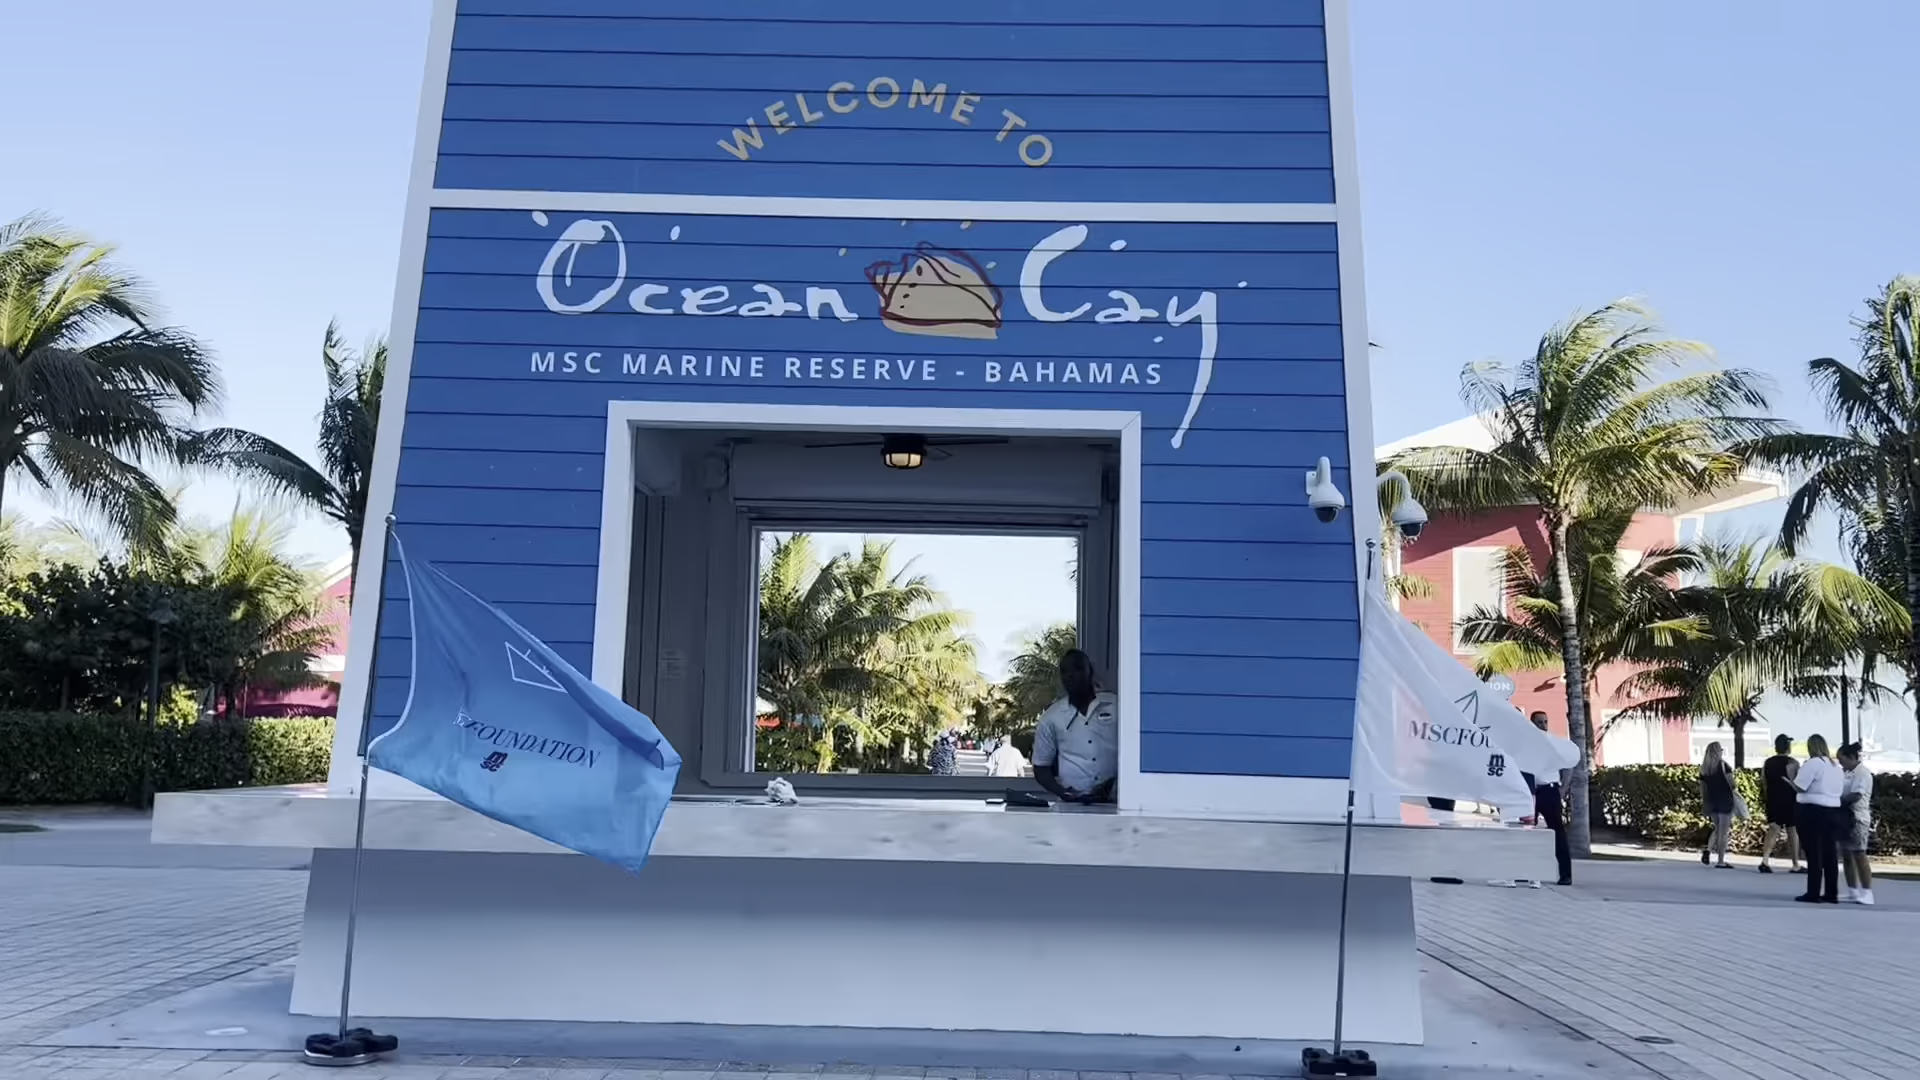 WELCOME TO
Ocean Cay
MSC MARINE RESERVE - BAHAMAS
FOUNDATION
MSC
MSCFOU
MSC